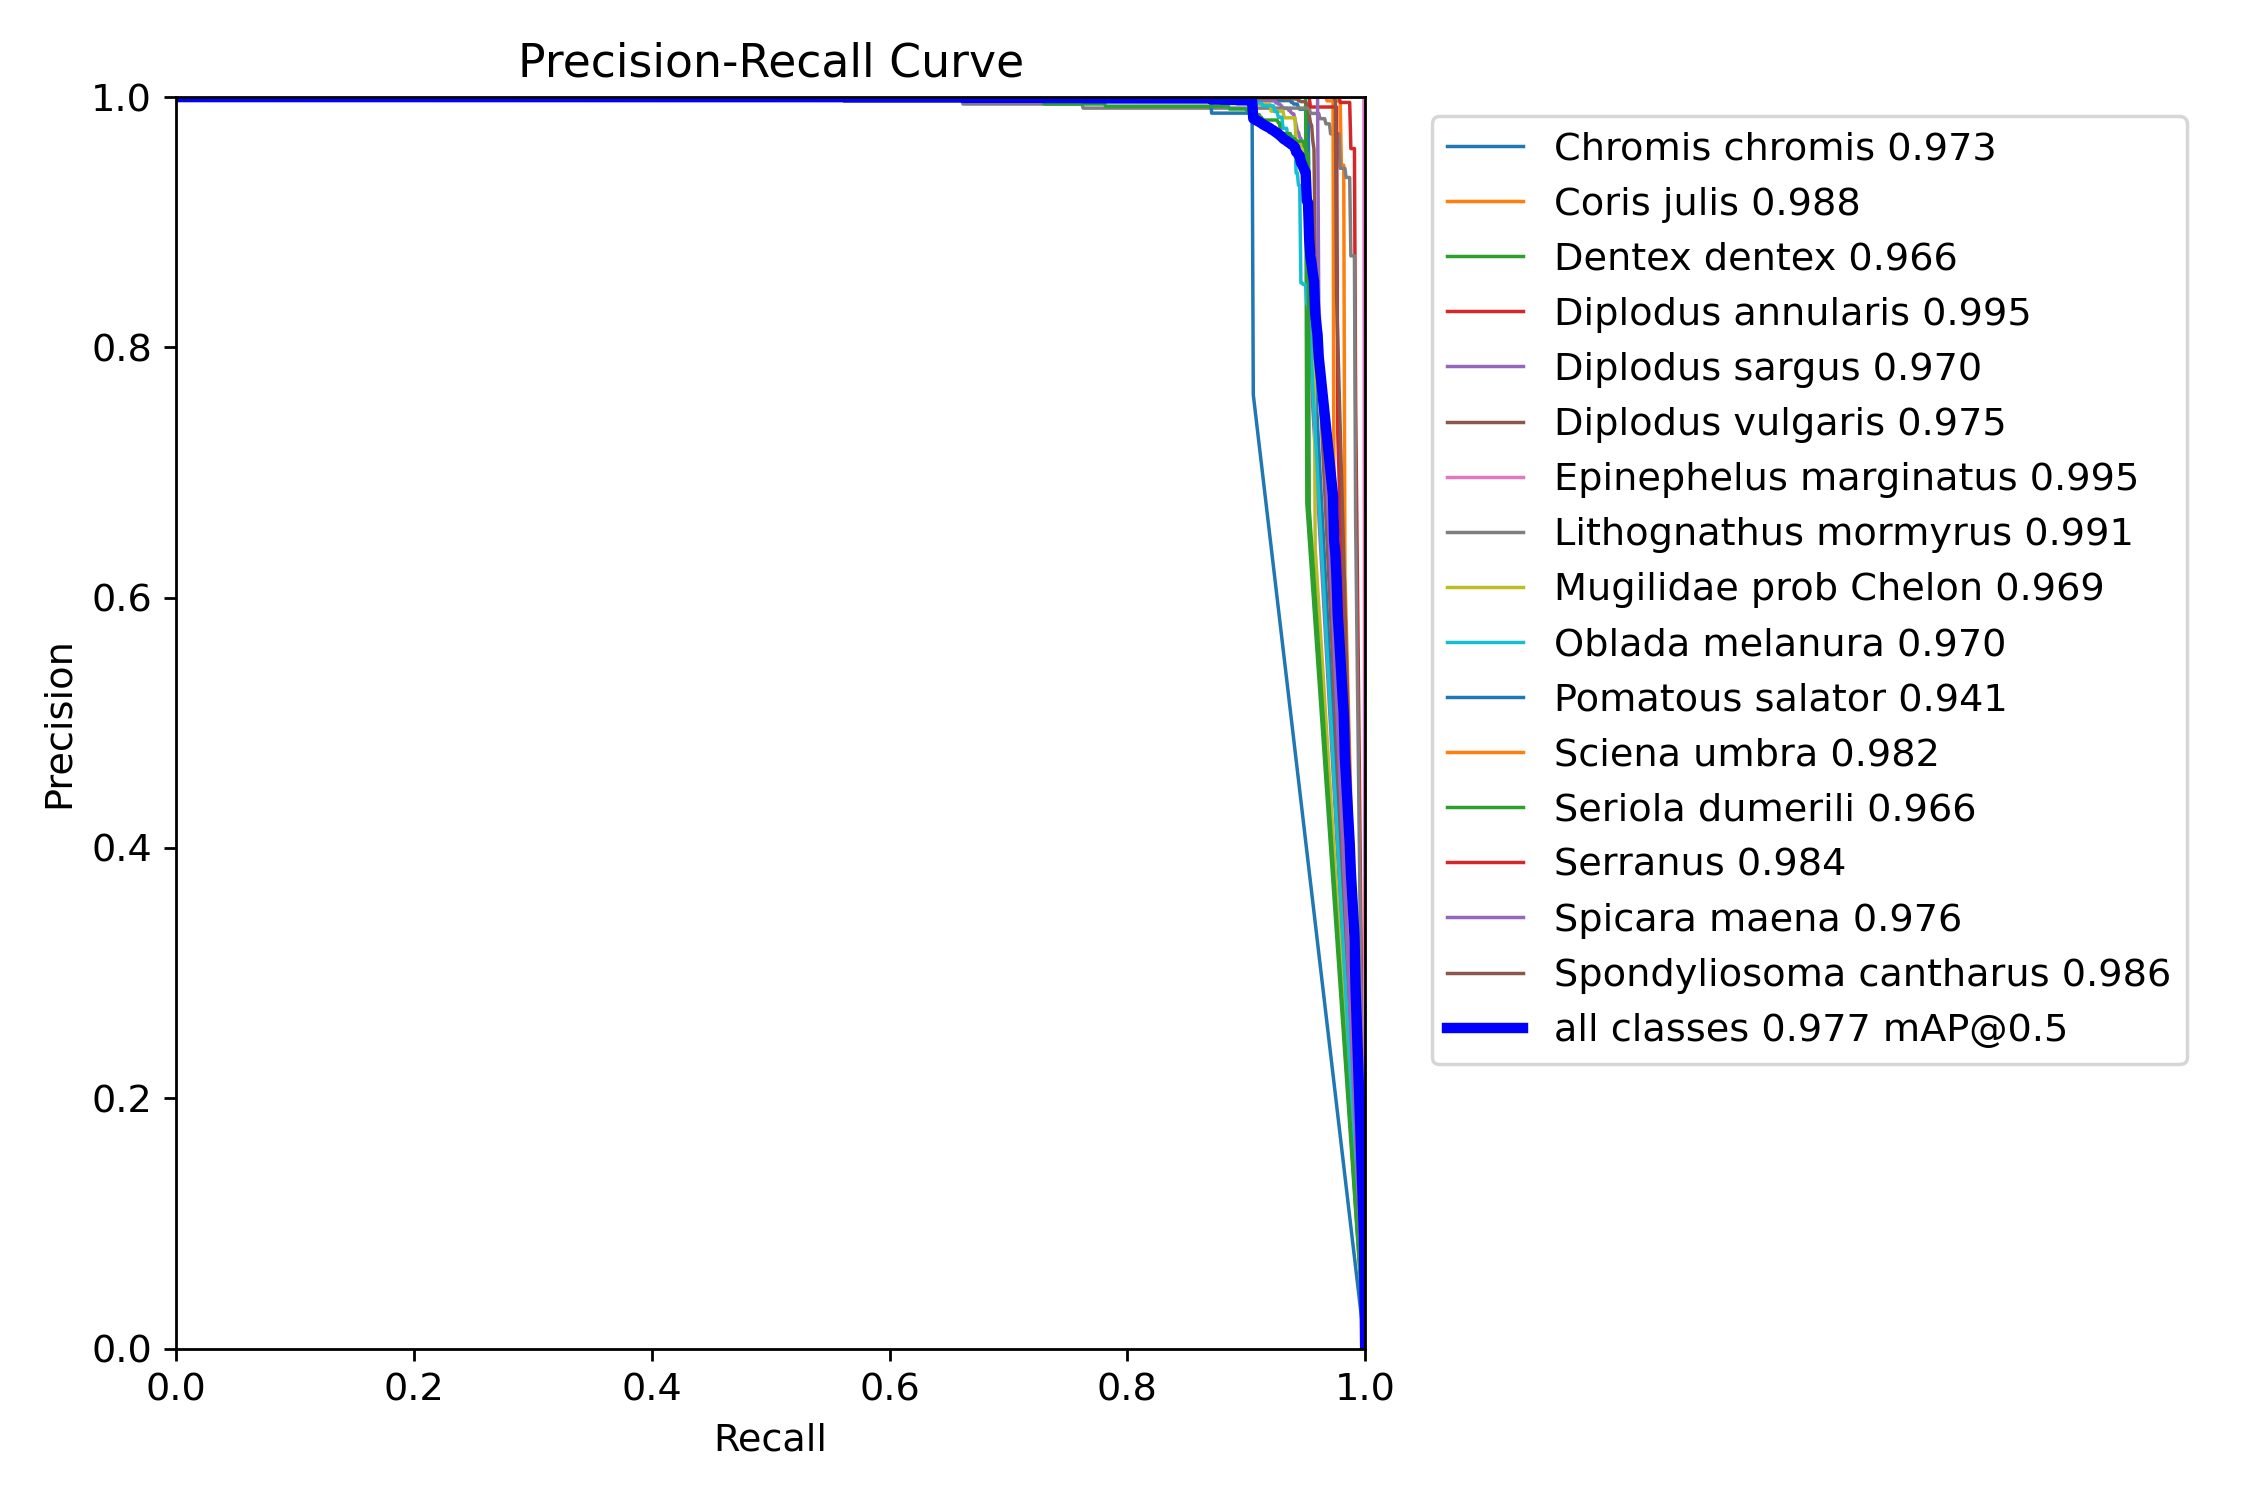 Precision-Recall Curve
1.0
0.8
0.6
0.4
0.2
0.0
Precision
0.0 0.2 0.4 0.6 0.8 1.0
Recall
Chromis chromis 0.973
Coris julis 0.988
Dentex dentex 0.966
Diplodus annularis 0.995
Diplodus sargus 0.970
Diplodus vulgaris 0.975
Epinephelus marginatus 0.995
Lithognathus mormyrus 0.991
Mugilidae prob Chelon 0.969
Oblada melanura 0.970
Pomatous salator 0.941
Sciena umbra 0.982
Seriola dumerili 0.966
Serranus 0.984
Spicara maena 0.976
Spondyliosoma cantharus 0.986
all classes 0.977 mAP@0.5